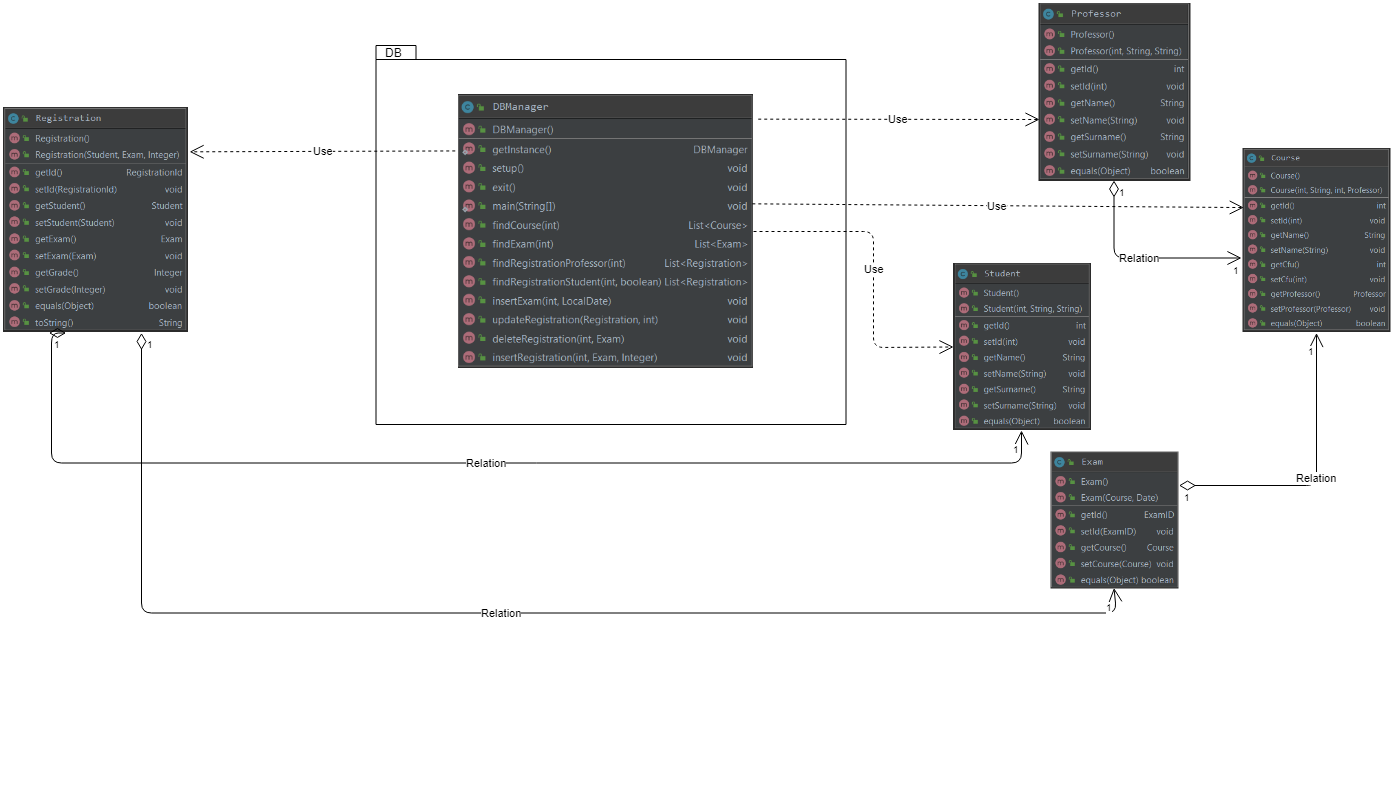 DB
DBManager
DBManager()
getInstance() DBManager
setup() void
exit() void
main(String[]) void
findCourse(int) List<Course>
findExam(int) List<Exam>
findRegistrationProfessor(int) List<Registration>
findRegistrationStudent(int, boolean) List<Registration>
insertExam(int, LocalDate) void
updateRegistration(Registration, int) void
deleteRegistration(int, Exam) void
insertRegistration(int, Exam, Integer) void
Registration
Registration()
Registration(Student, Exam, Integer)
getId() RegistrationId
setId(RegistrationId) void
getStudent() Student
setStudent(Student) void
getExam() Exam
setExam(Exam) void
getGrade() Integer
setGrade(Integer) void
equals(Object) boolean
toString() String
Professor
Professor()
Professor(int, String, String)
getId() int
setId(int) void
getName() String
setName(String) void
getSurname() String
setSurname(String) void
equals(Object) boolean
Course
Course()
Course(int, String, int, Professor)
getId() int
setId(int) void
getName() String
setName(String) void
getCfu() int
setCfu(int) void
getProfessor() Professor
setProfessor(Professor) void
equals(Object) boolean
Student
Student()
Student(int, String, String)
getId() int
setId(int) void
getName() String
setName(String) void
getSurname() String
setSurname(String) void
equals(Object) boolean
Exam
Exam()
Exam(Course, Date)
getId() ExamID
setId(ExamID) void
getCourse() Course
setCourse(Course) void
equals(Object) boolean
Use
Use
Use
Use
1
Relation
1
1
Relation
1
1
Relation
1
1
Relation
1